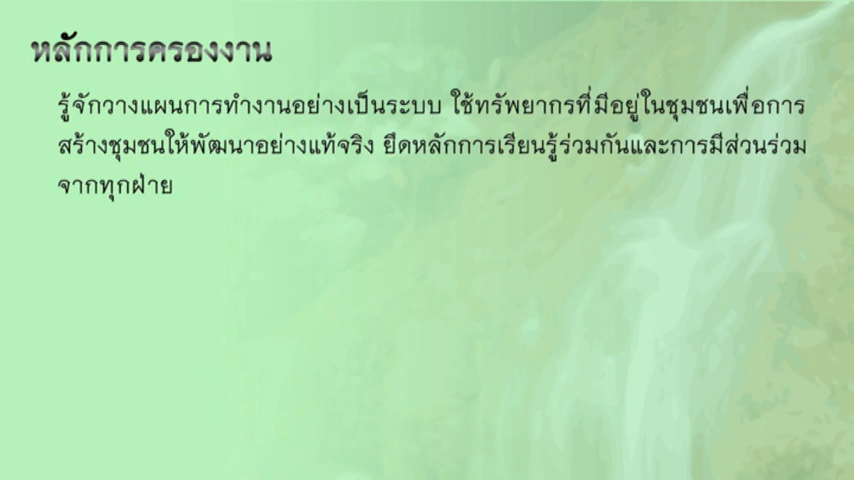 หลักการครองงาน
รู้จักวางแผนการทำงานอย่างเป็นระบบ ใช้ทรัพยากรที่มีอยู่ในชุมชนเพื่อการ
สร้างชุมชนให้พัฒนาอย่างแท้จริง ยึดหลักการเรียนรู้ร่วมกันและการมีส่วนร่วม
จากทุกฝ่าย